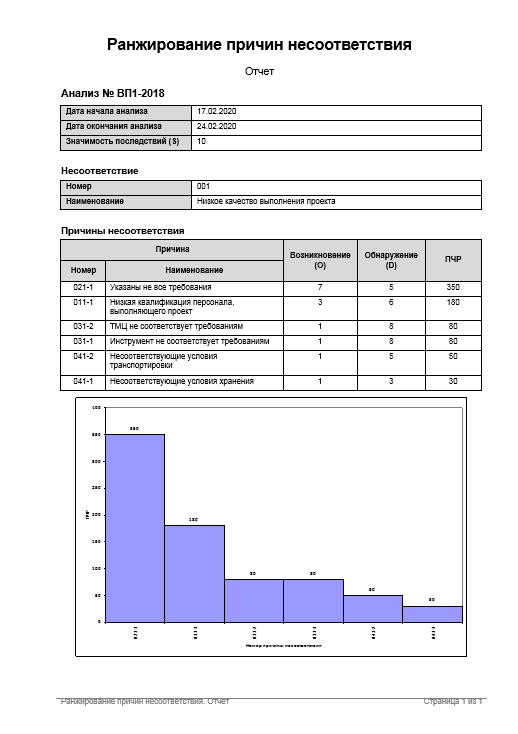 Ранжирование причин несоответствия
Отчет
Анализ № ВП1-2018
Дата начала анализа 17.02.2020
Дата окончания анализа 24.02.2020
Значимость последствий (S) 10
Несоответствие
Номер 001
Наименование Низкое качество выполнения проекта
Причины несоответствия
Причина Возникновение (O) Обнаружение (D) ПЧР
Номер Наименование
021-1 Указаны не все требования 7 5 350
011-1 Низкая квалификация персонала, 3 6 180
выполняющего проект
031-2 ТМЦ не соответствует требованиям 1 8 80
031-1 Инструмент не соответствует требованиям 1 8 80
041-2 Несоответствующие условия 1 5 50
транспортировки
041-1 Несоответствующие условия хранения 1 3 30
400
350
300
250
200
150
100
50
0
ПЧР
350
180
80
80
50
30
021-1
011-1
031-2
031-1
041-2
041-1
Номер причины несоответствия
Ранжирование причин несоответствия. Отчет Страница 1 из 1